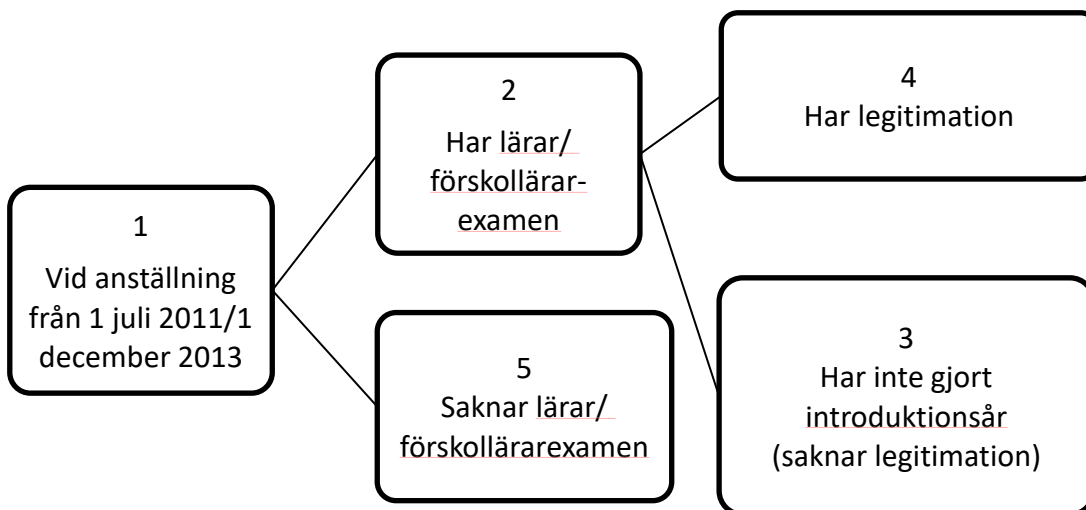 1
Vid anställning
från 1 juli 2011/1
december 2013
2
Har lärar/
förskollärar-
examen
5
Saknar lärar/
förskollärarexamen
4
Har legitimation
3
Har inte gjort
introduktionsår
(saknar legitimation)